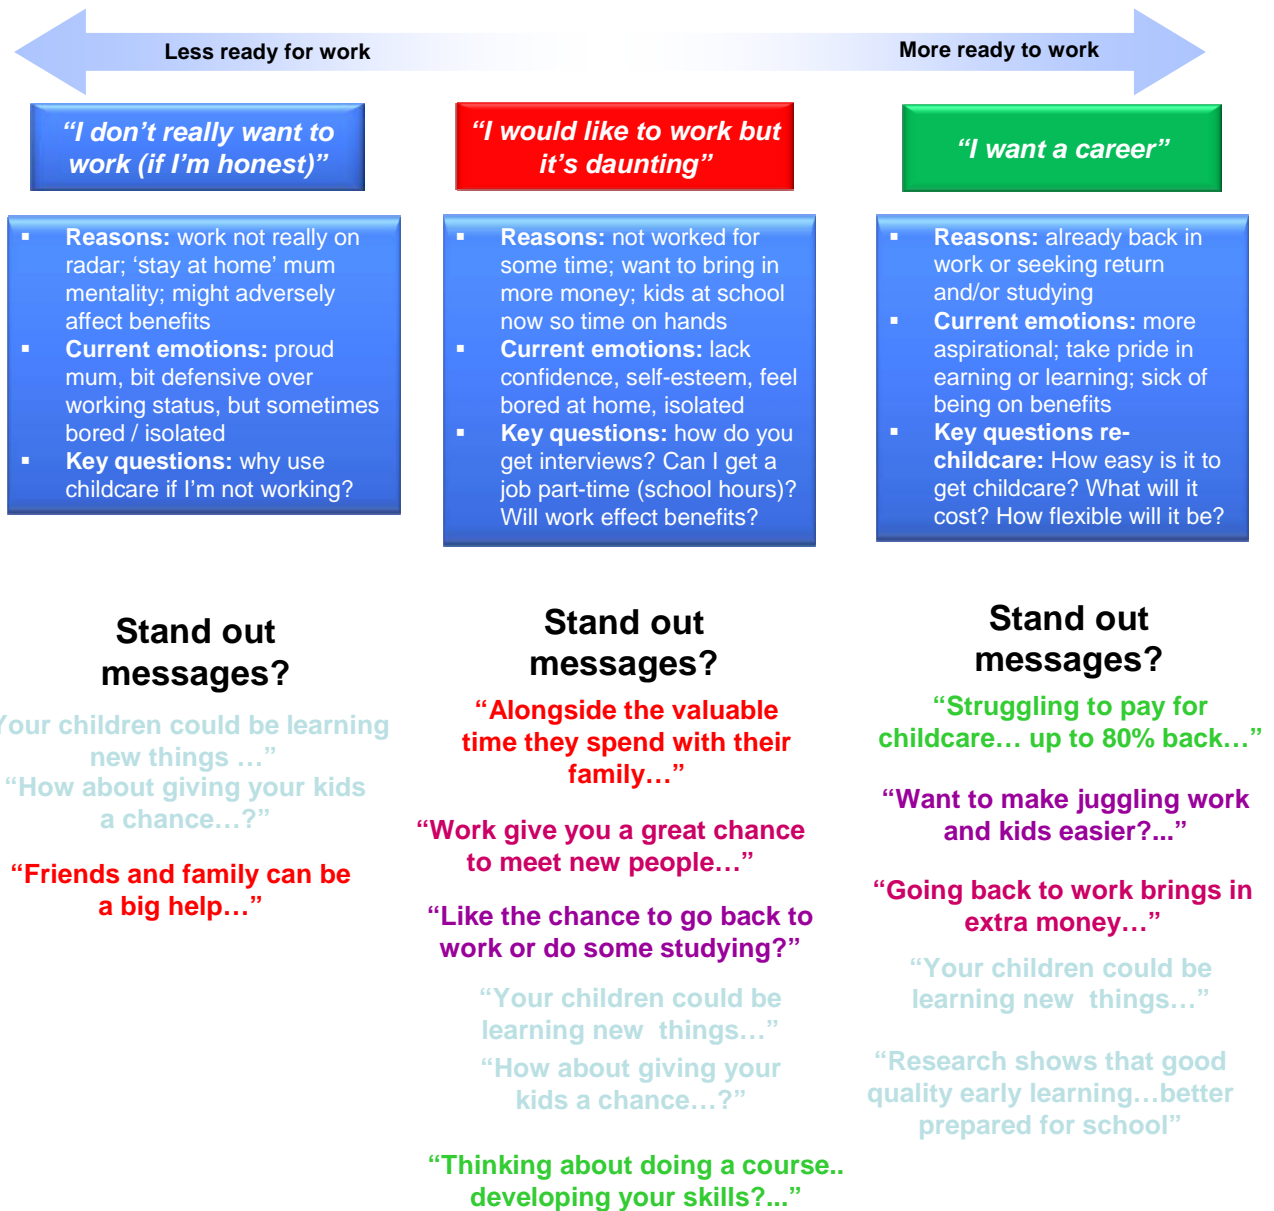 Less ready for work
More ready to work
“I don’t really want to
work (if I’m honest)”
▪ Reasons: work not really on
radar; ‘stay at home’ mum
mentality; might adversely
affect benefits
▪ Current emotions: proud
mum, bit defensive over
working status, but sometimes
bored / isolated
▪ Key questions: why use
childcare if I’m not working?
Stand out
messages?
Your children could be learning
new things …”
“How about giving your kids
a chance…?”
“Friends and family can be
a big help…”
“I would like to work but
it’s daunting”
▪ Reasons: not worked for
some time; want to bring in
more money; kids at school
now so time on hands
▪ Current emotions: lack
confidence, self-esteem, feel
bored at home, isolated
▪ Key questions: how do you
get interviews? Can I get a
job part-time (school hours)?
Will work effect benefits?
Stand out
messages?
“Alongside the valuable
time they spend with their
family…”
“Work give you a great chance
to meet new people…”
“Like the chance to go back to
work or do some studying?”
“Your children could be
learning new things…”
“How about giving your
kids a chance…?”
“Thinking about doing a course..
developing your skills?...”
“I want a career”
▪ Reasons: already back in
work or seeking return
and/or studying
▪ Current emotions: more
aspirational; take pride in
earning or learning; sick of
being on benefits
▪ Key questions re-
childcare: How easy is it to
get childcare? What will it
cost? How flexible will it be?
Stand out
messages?
“Struggling to pay for
childcare… up to 80% back…”
“Want to make juggling work
and kids easier?...”
“Going back to work brings in
extra money…”
“Your children could be
learning new things…”
“Research shows that good
quality early learning…better
prepared for school”